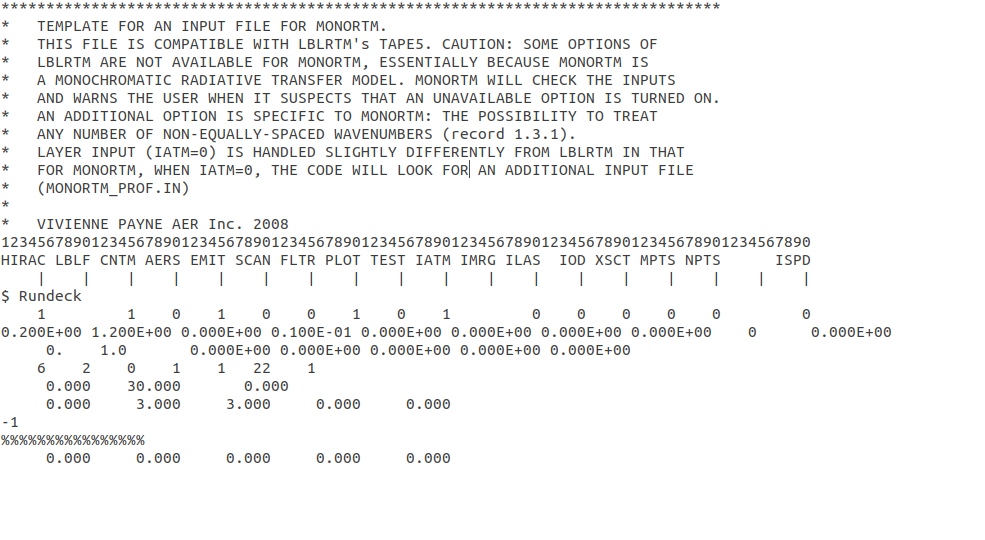 ********************************************************************************
*   TEMPLATE FOR AN INPUT FILE FOR MONORTM.
*   THIS FILE IS COMPATIBLE WITH LBLRTM's TAPE5. CAUTION: SOME OPTIONS OF
*   LBLRTM ARE NOT AVAILABLE FOR MONORTM, ESSENTIALLY BECAUSE MONORTM IS
*   A MONOCHROMATIC RADIATIVE TRANSFER MODEL. MONORTM WILL CHECK THE INPUTS
*   AND WARNS THE USER WHEN IT SUSPECTS THAT AN UNAVAILABLE OPTION IS TURNED ON.
*   AN ADDITIONAL OPTION IS SPECIFIC TO MONORTM: THE POSSIBILITY TO TREAT
*   ANY NUMBER OF NON-EQUALLY-SPACED WAVENUMBERS (record 1.3.1).
*   LAYER INPUT (IATM=0) IS HANDLED SLIGHTLY DIFFERENTLY FROM LBLRTM IN THAT
*   FOR MONORTM, WHEN IATM=0, THE CODE WILL LOOK FOR AN ADDITIONAL INPUT FILE
*   (MONORTM_PROF.IN)
*
*   VIVIENNE PAYNE AER Inc. 2008
123456789012345678901234567890123456789012345678901234567890123456789012345678901234567890
HIRAC LBLF CNTM AERS EMIT SCAN FLTR PLOT TEST IATM IMRG ILAS  IOD XSCT MPTS NPTS      ISPD
    |    |    |    |    |    |    |    |    |    |    |    |    |    |    |    |    |    |
$ Rundeck
    1         1    0    1    0    0    1    0    1         0    0    0    0    0         0
0.200E+00 1.200E+00 0.000E+00 0.100E-01 0.000E+00 0.000E+00 0.000E+00 0.000E+00    0      0.000E+00
     0.    1.0       0.000E+00 0.000E+00 0.000E+00 0.000E+00 0.000E+00
    6    2    0    1    1   22    1
     0.000    30.000       0.000
     0.000     3.000     3.000     0.000     0.000
-1
%%%%%%%%%%%%%%%%
     0.000     0.000     0.000     0.000     0.000